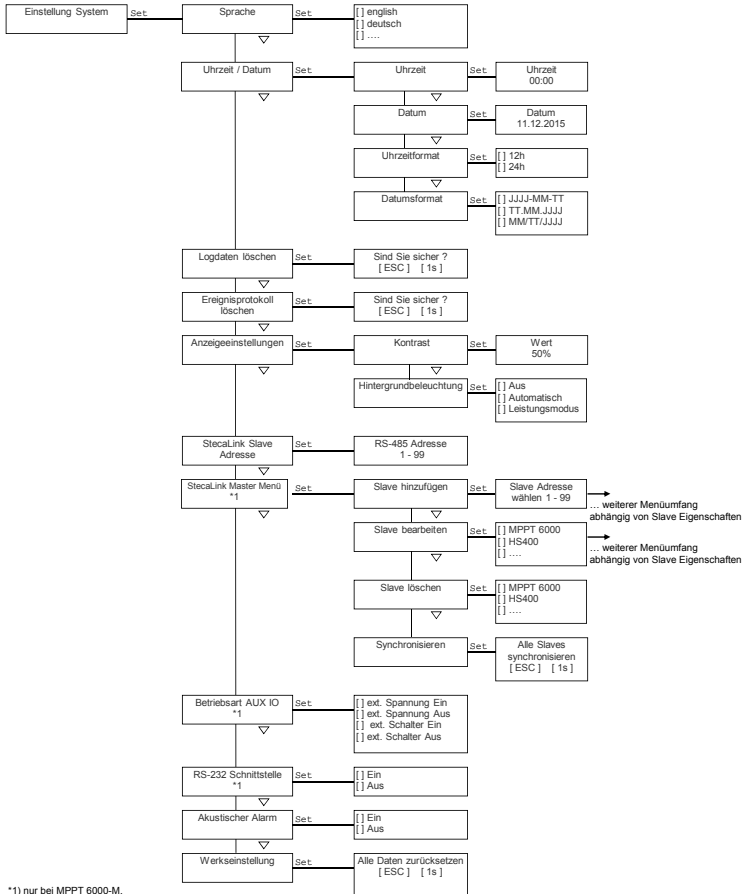 Einstellung System Set Sprache Set [ ] english
[ ] deutsch
[ ] ....
Uhrzeit / Datum Set Uhrzeit Set Uhrzeit
00:00
Datum Set Datum
11.12.2015
Uhrzeitformat Set [ ] 12h
[ ] 24h
Datumsformat Set [ ] JJJJ-MM-TT
[ ] TT.MM.JJJJ
[ ] MM/TT/JJJJ
Logdaten löschen Set Sind Sie sicher ?
[ ESC ] [ 1s ]
Ereignisprotokoll
löschen Set Sind Sie sicher ?
[ ESC ] [ 1s ]
Anzeigeeinstellungen Set Kontrast Set Wert
50%
Hintergrundbeleuchtung Set [ ] Aus
[ ] Automatisch
[ ] Leistungsmodus
StecaLink Slave
Adresse Set RS-485 Adresse
1 - 99
StecaLink Master Menü
*1 Set Slave hinzufügen Set Slave Adresse
wählen 1 - 99
... weiterer Menüumfang
abhängig von Slave Eigenschaften
Slave bearbeiten Set [ ] MPPT 6000
[ ] HS400
[ ] ....
... weiterer Menüumfang
abhängig von Slave Eigenschaften
Slave löschen Set [ ] MPPT 6000
[ ] HS400
[ ] ....
Synchronisieren Set Alle Slaves
synchronisieren
[ ESC ] [ 1s ]
Betriebsart AUX IO
*1 Set [ ] ext. Spannung Ein
[ ] ext. Spannung Aus
[ ] ext. Schalter Ein
[ ] ext. Schalter Aus
RS-232 Schnittstelle
*1 Set [ ] Ein
[ ] Aus
Akustischer Alarm Set [ ] Ein
[ ] Aus
Werkseinstellung Set Alle Daten zurücksetzen
[ ESC ] [ 1s ]
*1) nur bei MPPT 6000-M.